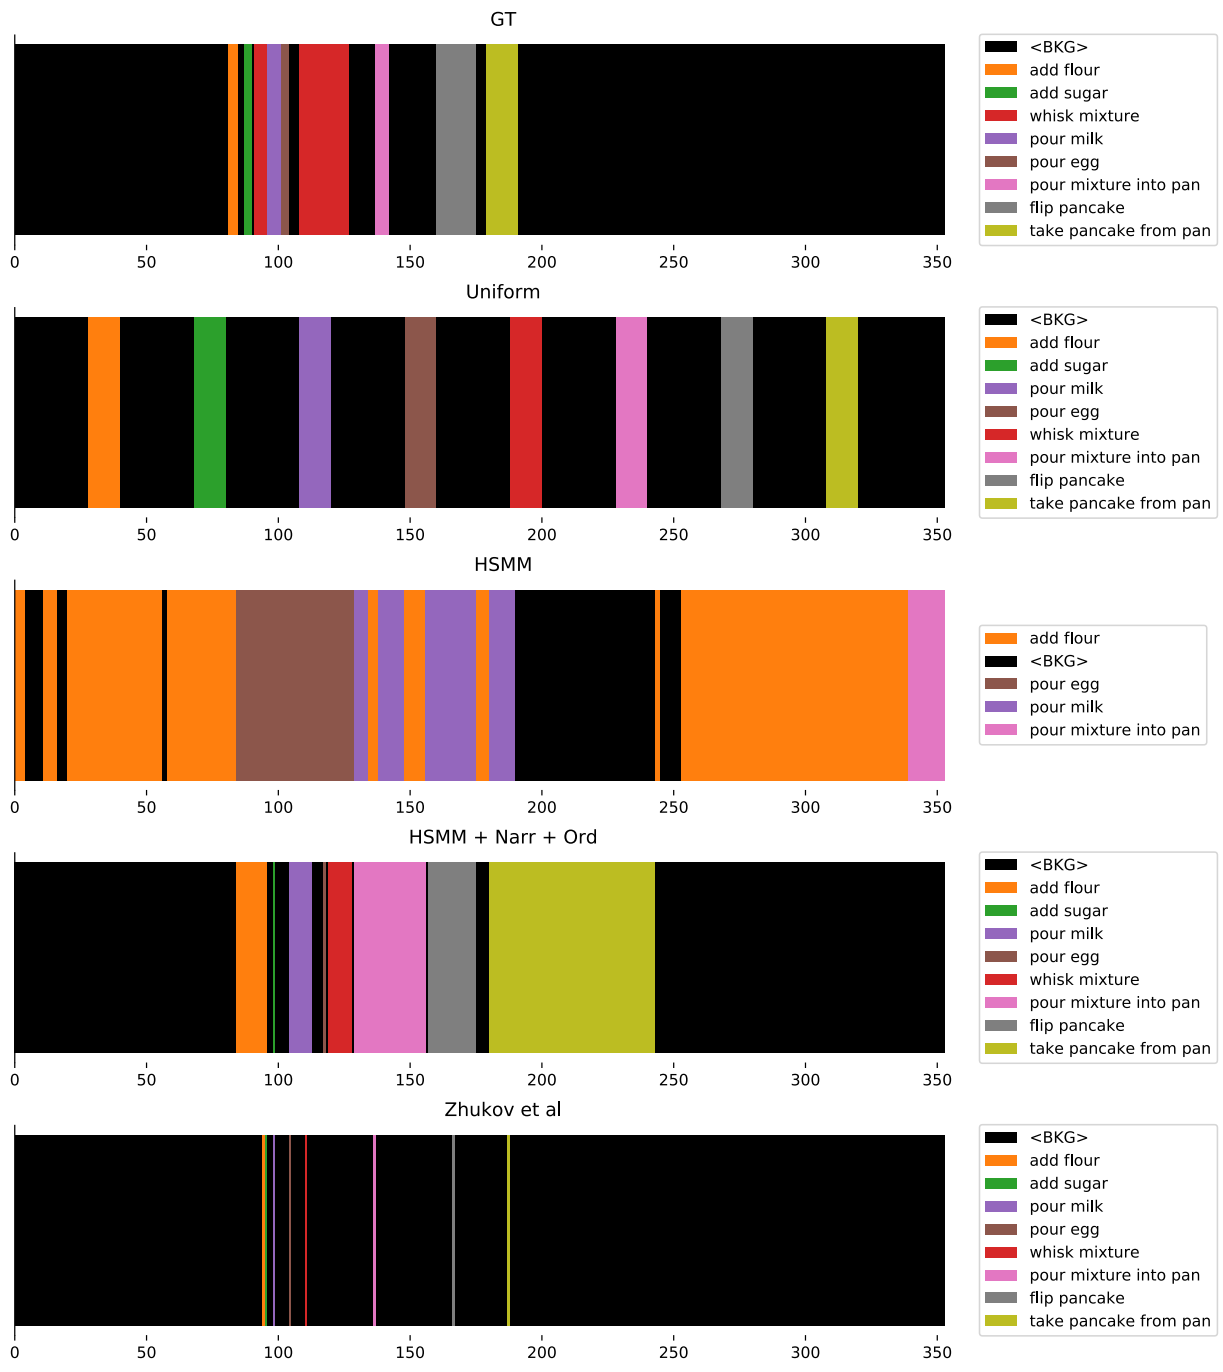 GT
<BKG>
add flour
add sugar
whisk mixture
pour milk
pour egg
pour mixture into pan
flip pancake
take pancake from pan
0 50 100 150 200 250 300 350
Uniform
<BKG>
add flour
add sugar
pour milk
pour egg
whisk mixture
pour mixture into pan
flip pancake
take pancake from pan
0 50 100 150 200 250 300 350
HSMM
add flour
<BKG>
pour egg
pour milk
pour mixture into pan
0 50 100 150 200 250 300 350
HSMM + Narr + Ord
<BKG>
add flour
add sugar
pour milk
pour egg
whisk mixture
pour mixture into pan
flip pancake
take pancake from pan
0 50 100 150 200 250 300 350
Zhukov et al
<BKG>
add flour
add sugar
pour milk
pour egg
whisk mixture
pour mixture into pan
flip pancake
take pancake from pan
0 50 100 150 200 250 300 350